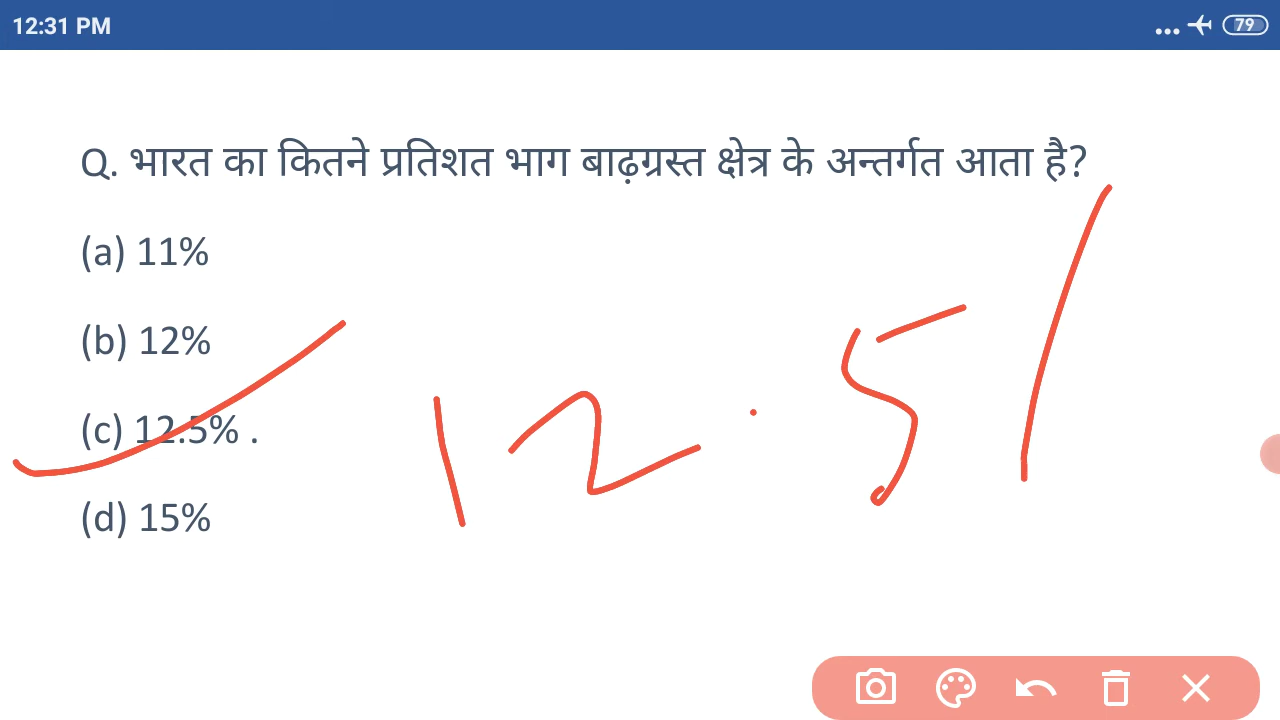 12:31 PM
79
Q. भारत का कितने प्रतिशत भाग बाढ़ग्रस्त क्षेत्र के अन्तर्गत आता है?
(a) 11%
(b) 12%
(c) 12.5% .
(d) 15%
12.5/